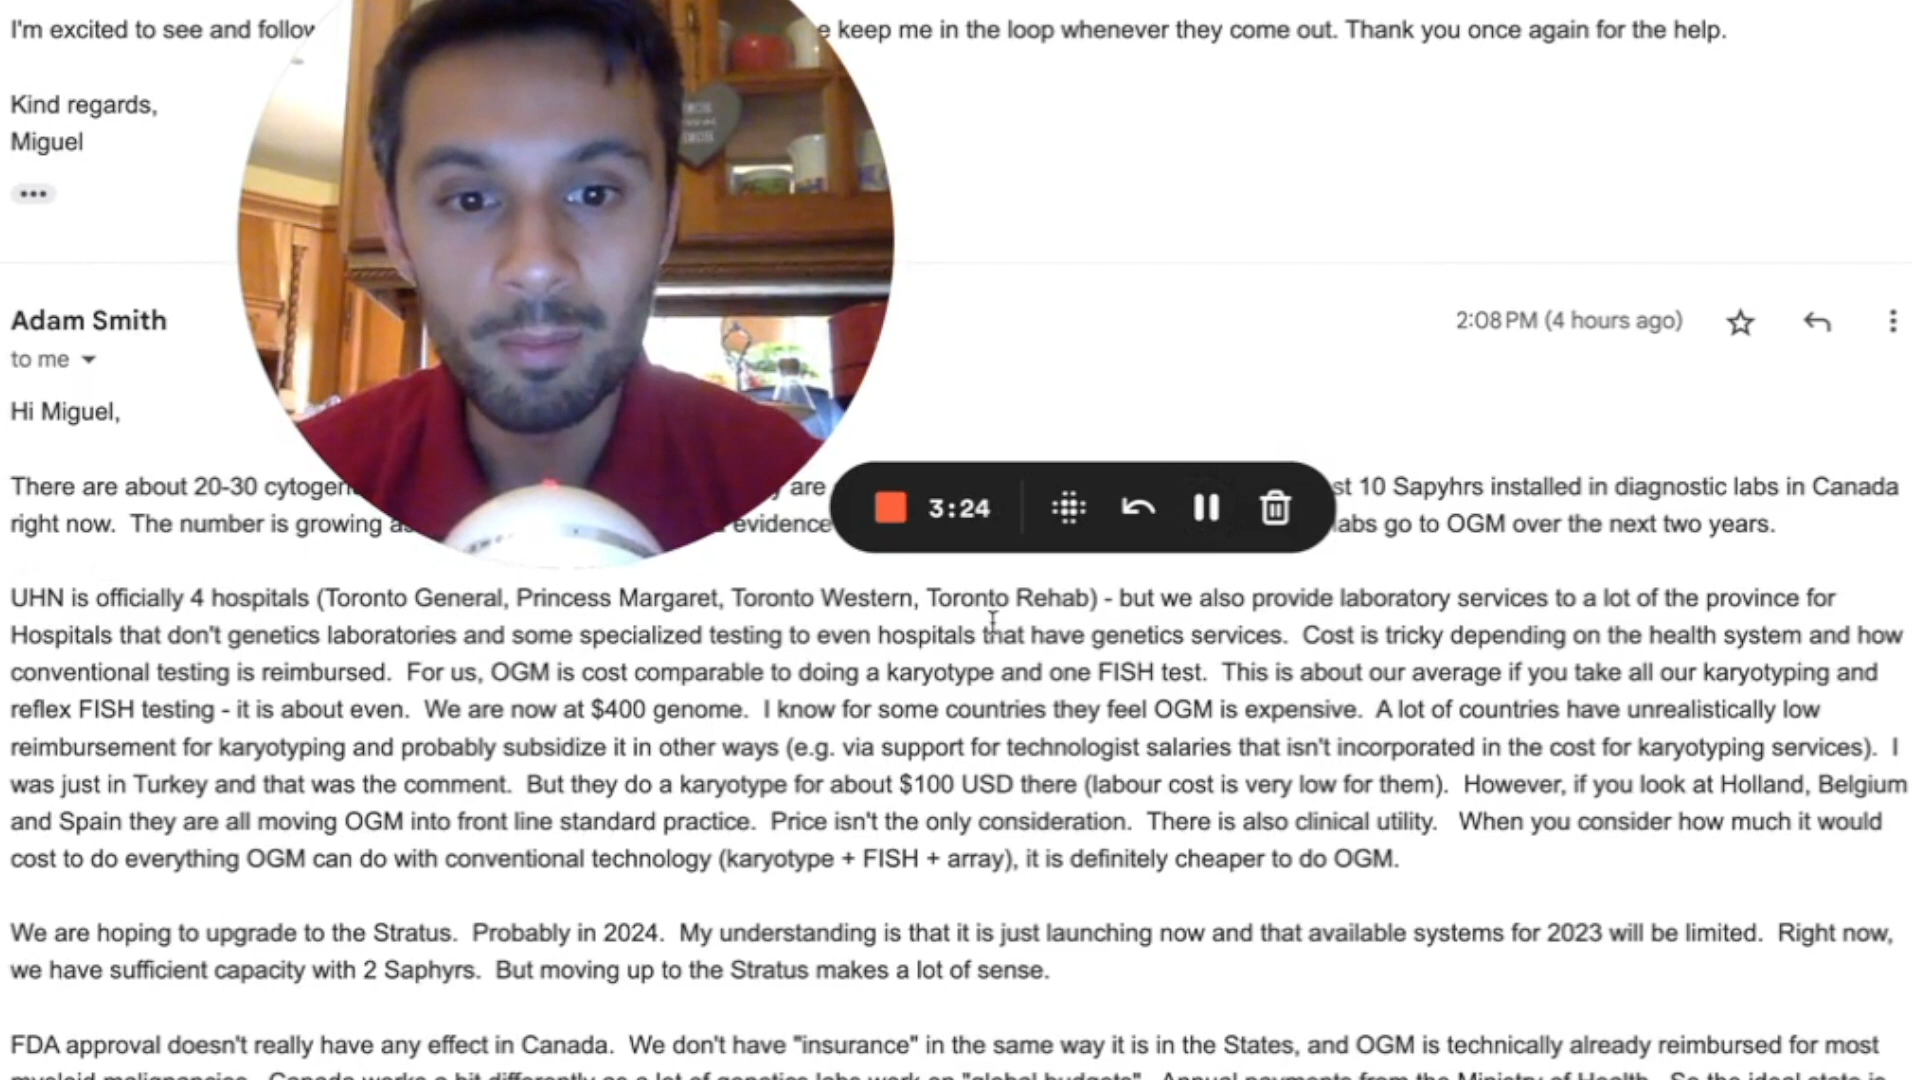 I'm excited to see and follow e keep me in the loop whenever they come out. Thank you once again for the help.
Kind regards,
Miguel
Adam Smith
2:08 PM (4 hours ago)
to me
Hi Miguel,
There are about 20-30 are st 10 Sapyhrs installed in diagnostic labs in Canada
right now. The number is growing evidence labs go to OGM over the next two years.
3:24
UHN is officially 4 hospitals (Toronto General, Princess Margaret, Toronto Western, Toronto Rehab) - but we also provide laboratory services to a lot of the province for
Hospitals that don't genetics laboratories and some specialized testing to even hospitals that have genetics services. Cost is tricky depending on the health system and how
conventional testing is reimbursed. For us, OGM is cost comparable to doing a karyotype and one FISH test. This is about our average if you take all our karyotyping and
reflex FISH testing - it is about even. We are now at $400 genome. I know for some countries they feel OGM is expensive. A lot of countries have unrealistically low
reimbursement for karyotyping and probably subsidize it in other ways (e.g. via support for technologist salaries that isn't incorporated in the cost for karyotyping services). I
was just in Turkey and that was the comment. But they do a karyotype for about $100 USD there (labour cost is very low for them). However, if you look at Holland, Belgium
and Spain they are all moving OGM into front line standard practice. Price isn't the only consideration. There is also clinical utility. When you consider how much it would
cost to do everything OGM can do with conventional technology (karyotype + FISH + array), it is definitely cheaper to do OGM.
We are hoping to upgrade to the Stratus. Probably in 2024. My understanding is that it is just launching now and that available systems for 2023 will be limited. Right now,
we have sufficient capacity with 2 Saphyrs. But moving up to the Stratus makes a lot of sense.
FDA approval doesn't really have any effect in Canada. We don't have "insurance" in the same way it is in the States, and OGM is technically already reimbursed for most